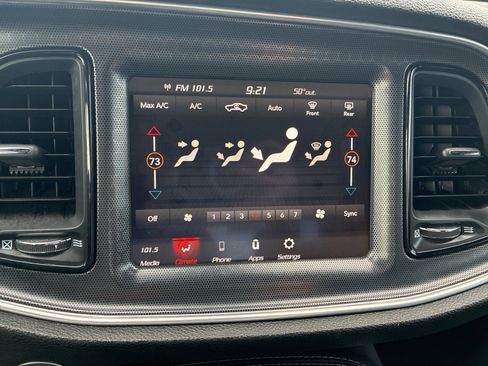 FM 101.5 9:21 50°out.
Max A/C A/C Auto Front Rear
73 74
Off 1 2 3 4 5 6 7 Sync
101.5
Media Climate Phone Apps Settings